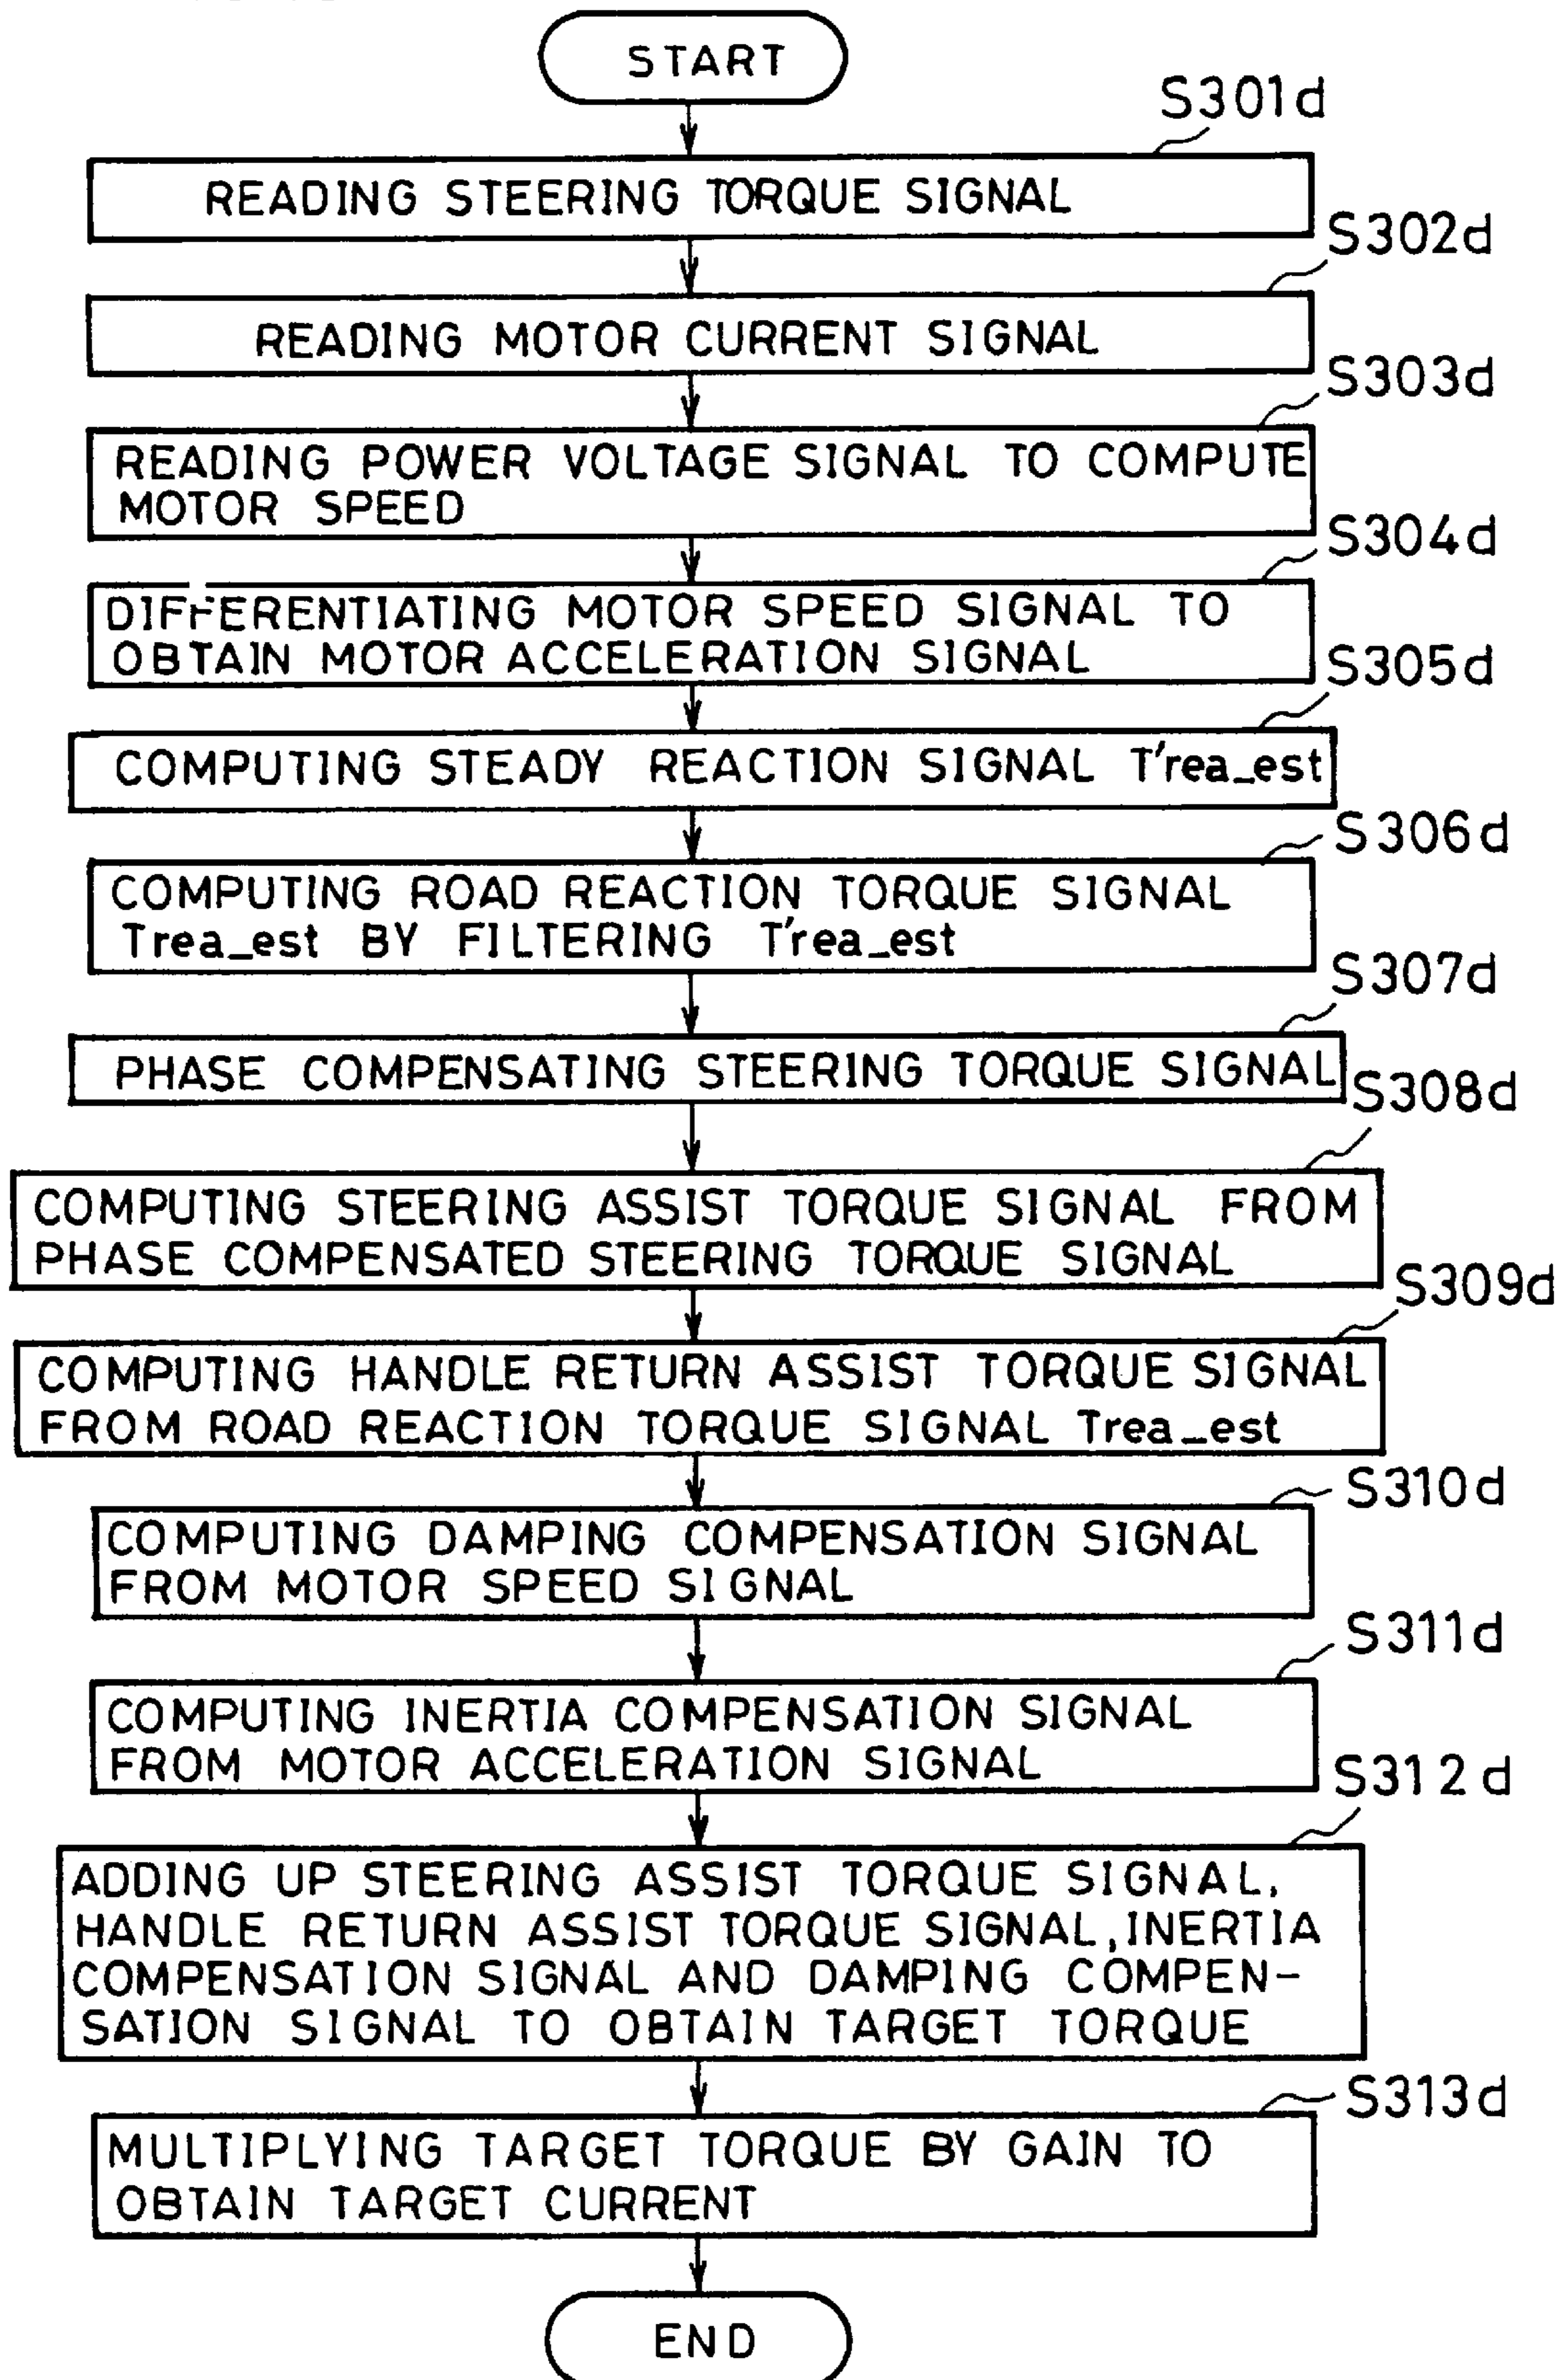 START
S301d
READING STEERING TORQUE SIGNAL
S302d
READING MOTOR CURRENT SIGNAL
S303d
READING POWER VOLTAGE SIGNAL TO COMPUTE
MOTOR SPEED
S304d
DIFFERENTIATING MOTOR SPEED SIGNAL TO
OBTAIN MOTOR ACCELERATION SIGNAL
S305d
COMPUTING STEADY REACTION SIGNAL T'rea_est
S306d
COMPUTING ROAD REACTION TORQUE SIGNAL
Trea_est BY FILTERING T'rea_est
S307d
PHASE COMPENSATING STEERING TORQUE SIGNAL
S308d
COMPUTING STEERING ASSIST TORQUE SIGNAL FROM
PHASE COMPENSATED STEERING TORQUE SIGNAL
S309d
COMPUTING HANDLE RETURN ASSIST TORQUE SIGNAL
FROM ROAD REACTION TORQUE SIGNAL Trea_est
S310d
COMPUTING DAMPING COMPENSATION SIGNAL
FROM MOTOR SPEED SIGNAL
S311d
COMPUTING INERTIA COMPENSATION SIGNAL
FROM MOTOR ACCELERATION SIGNAL
S312d
ADDING UP STEERING ASSIST TORQUE SIGNAL,
HANDLE RETURN ASSIST TORQUE SIGNAL, INERTIA
COMPENSATION SIGNAL AND DAMPING COMPEN-
SATION SIGNAL TO OBTAIN TARGET TORQUE
S313d
MULTIPLYING TARGET TORQUE BY GAIN TO
OBTAIN TARGET CURRENT
END